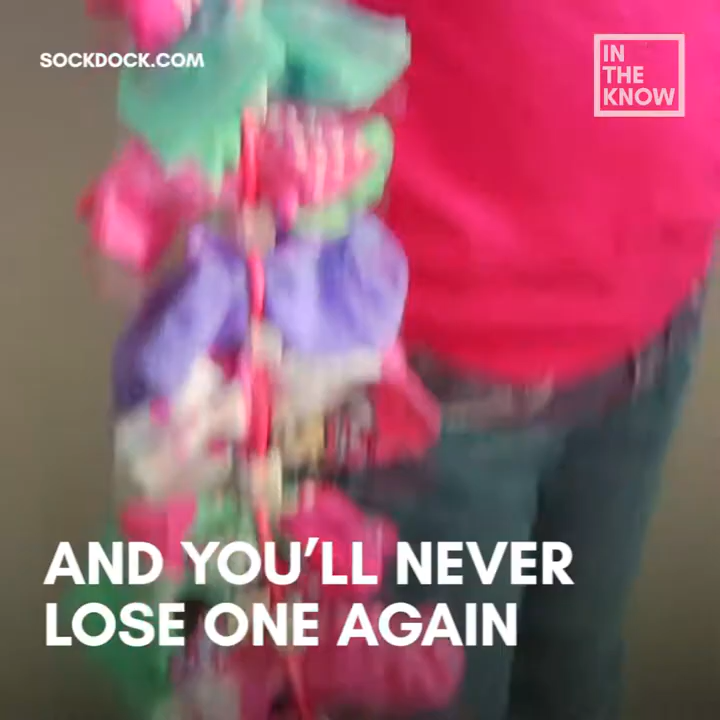 SOCKDOCK.COM
IN
THE
KNOW
AND YOU'LL NEVER
LOSE ONE AGAIN